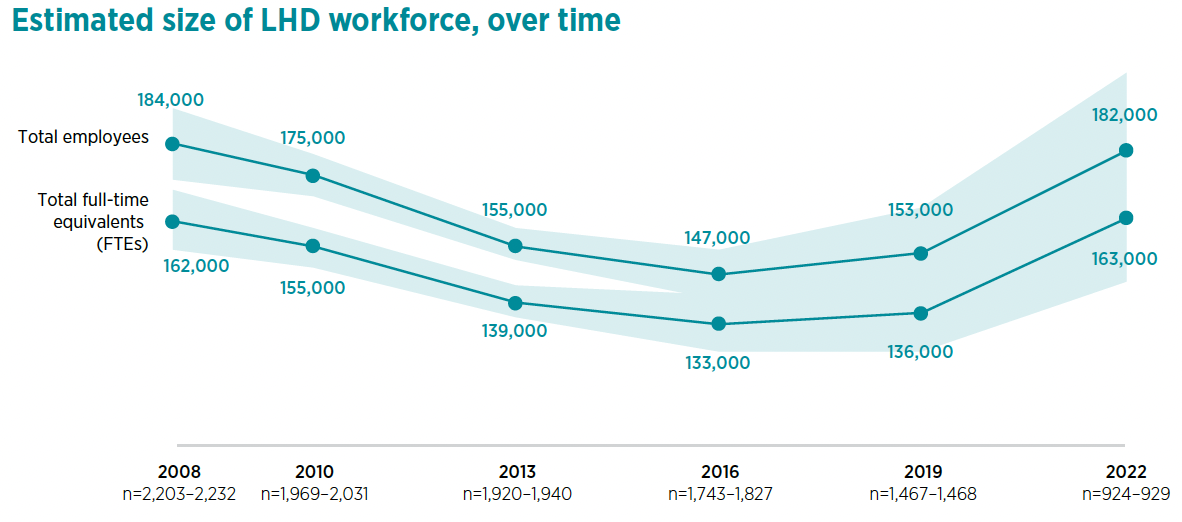 Estimated size of LHD workforce, over time
184,000
Total employees
175,000
182,000
Total full-time
equivalents
(FTEs)
155,000
153,000
147,000
162,000
155,000
163,000
139,000
133,000
136,000
2008
2010
2013
2016
2019
2022
n=2,203–2,232
n=1,969–2,031
n=1,920–1,940
n=1,743–1,827
n=1,467–1,468
n=924–929